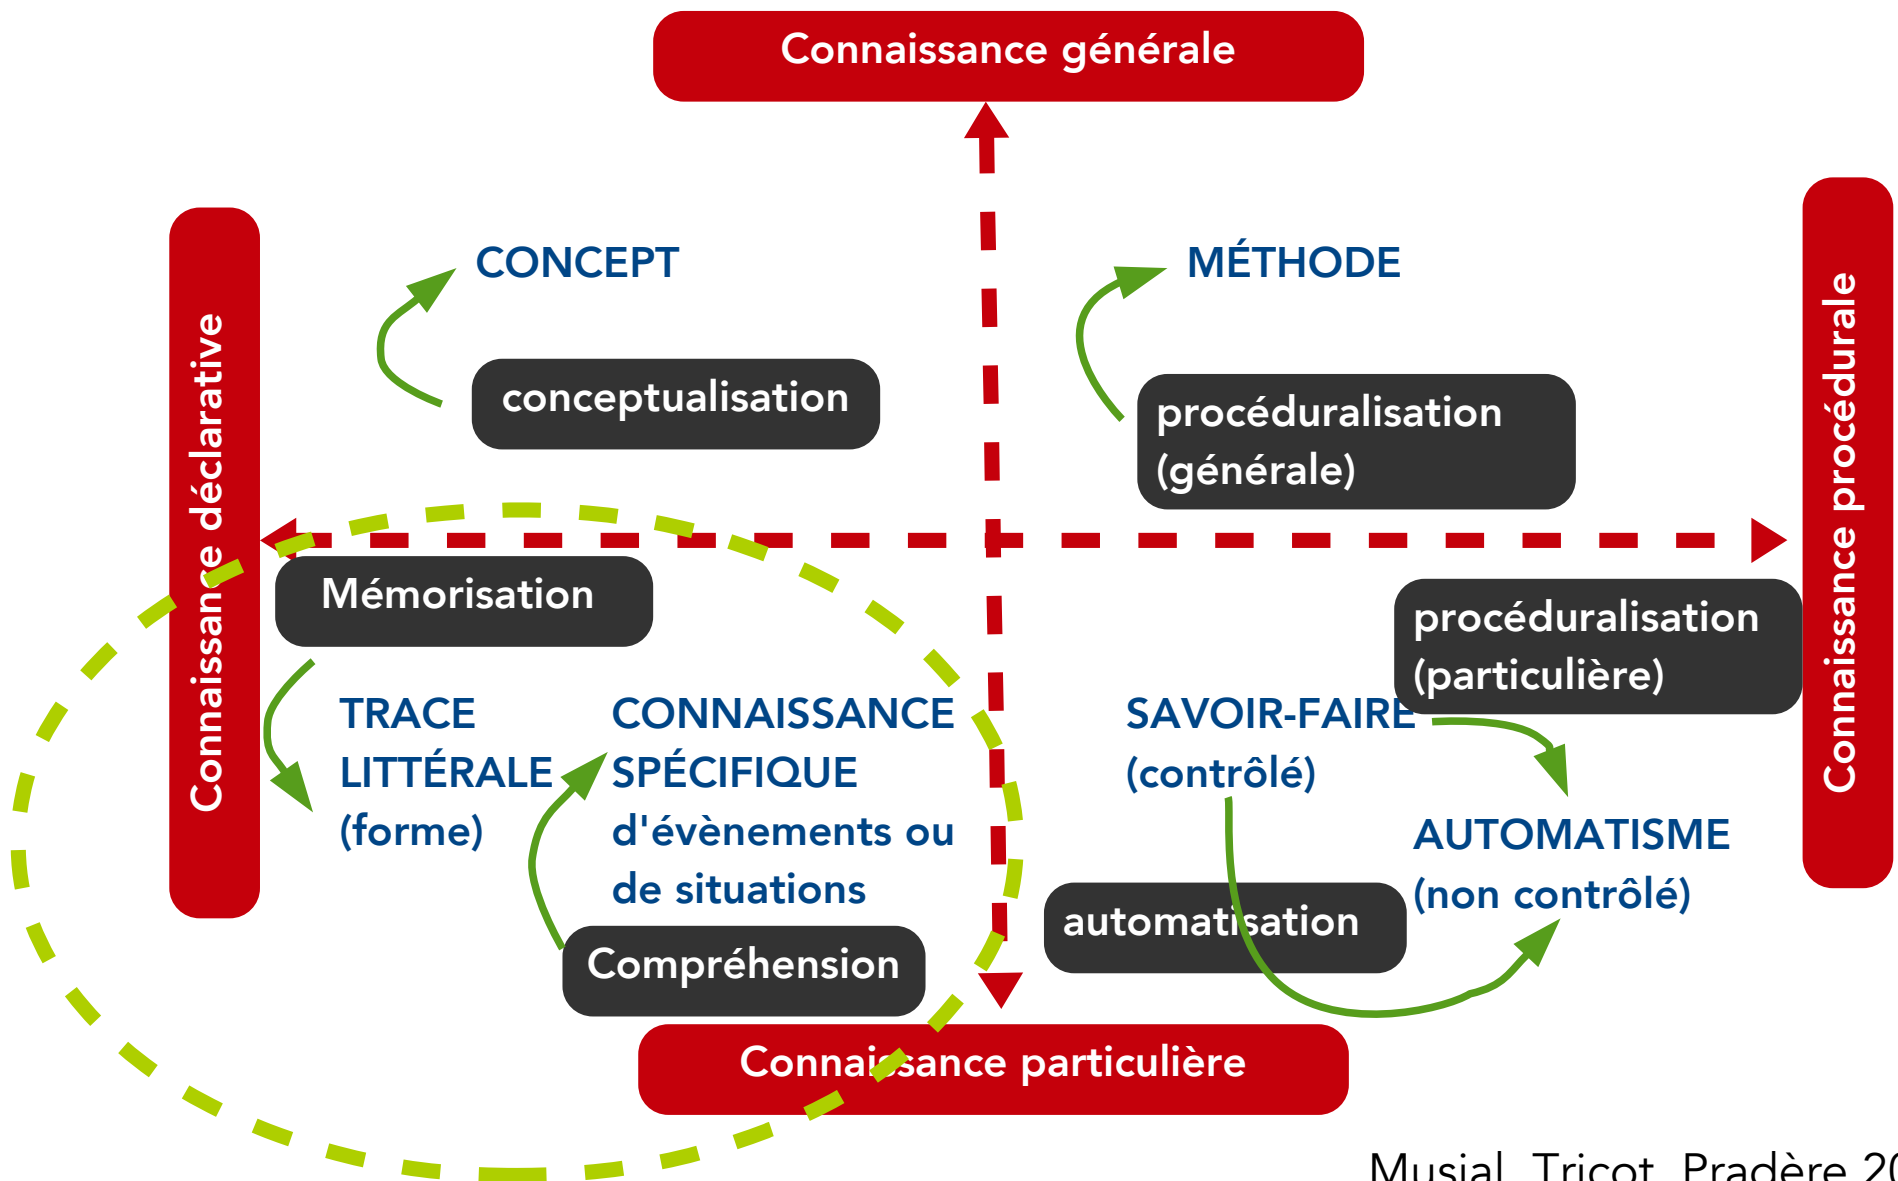 Connaissance générale
CONCEPT
MÉTHODE
conceptualisation
procéduralisation
(générale)
Connaissance déclarative
Connaissance procédurale
Mémorisation
procéduralisation
(particulière)
TRACE
LITTÉRALE
(forme)
CONNAISSANCE
SPÉCIFIQUE
d'évènements ou
de situations
SAVOIR-FAIRE
(contrôlé)
AUTOMATISME
(non contrôlé)
automatisation
Compréhension
Connaissance particulière
Musial, Tricot, Pradère